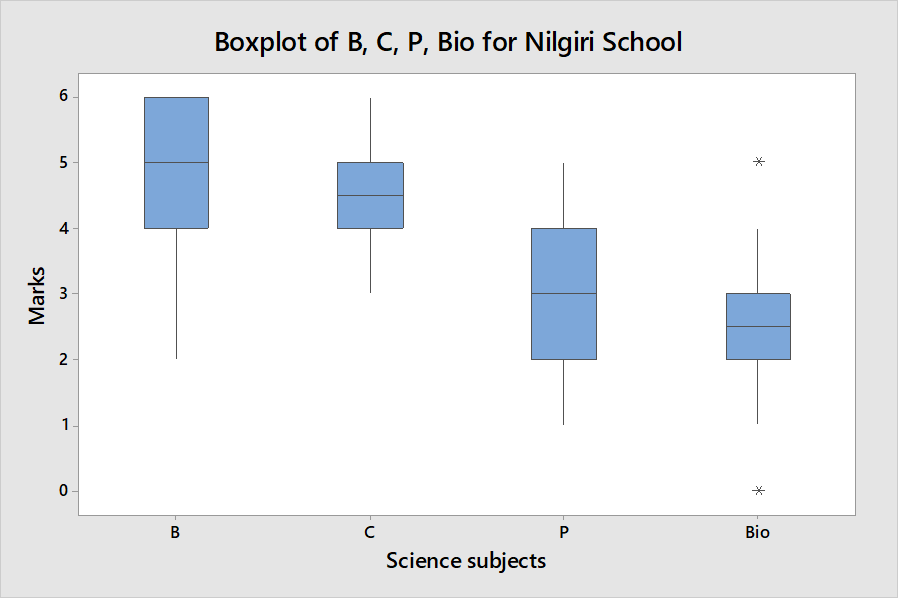 Boxplot of B, C, P, Bio for Nilgiri School
6
5
4
3
2
1
0
Marks
B C P Bio
Science subjects